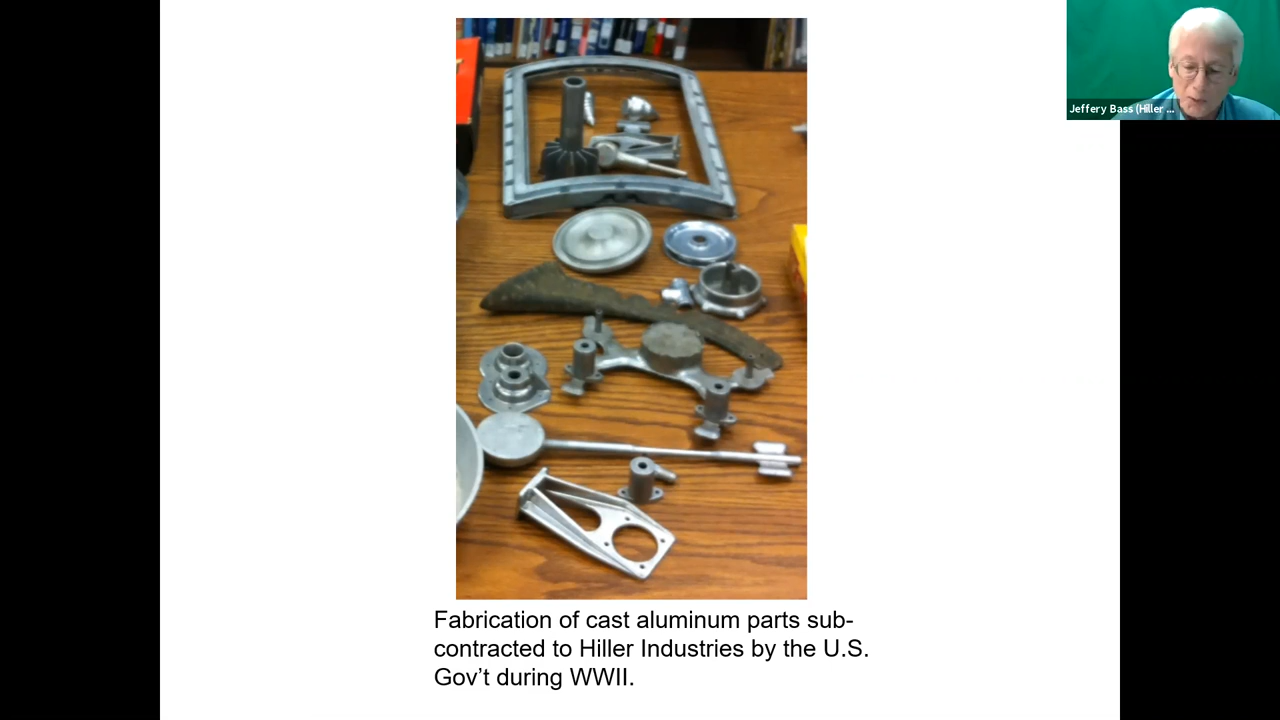 Jeffery Bass (Hiller ...
Fabrication of cast aluminum parts sub-
contracted to Hiller Industries by the U.S.
Gov't during WWII.